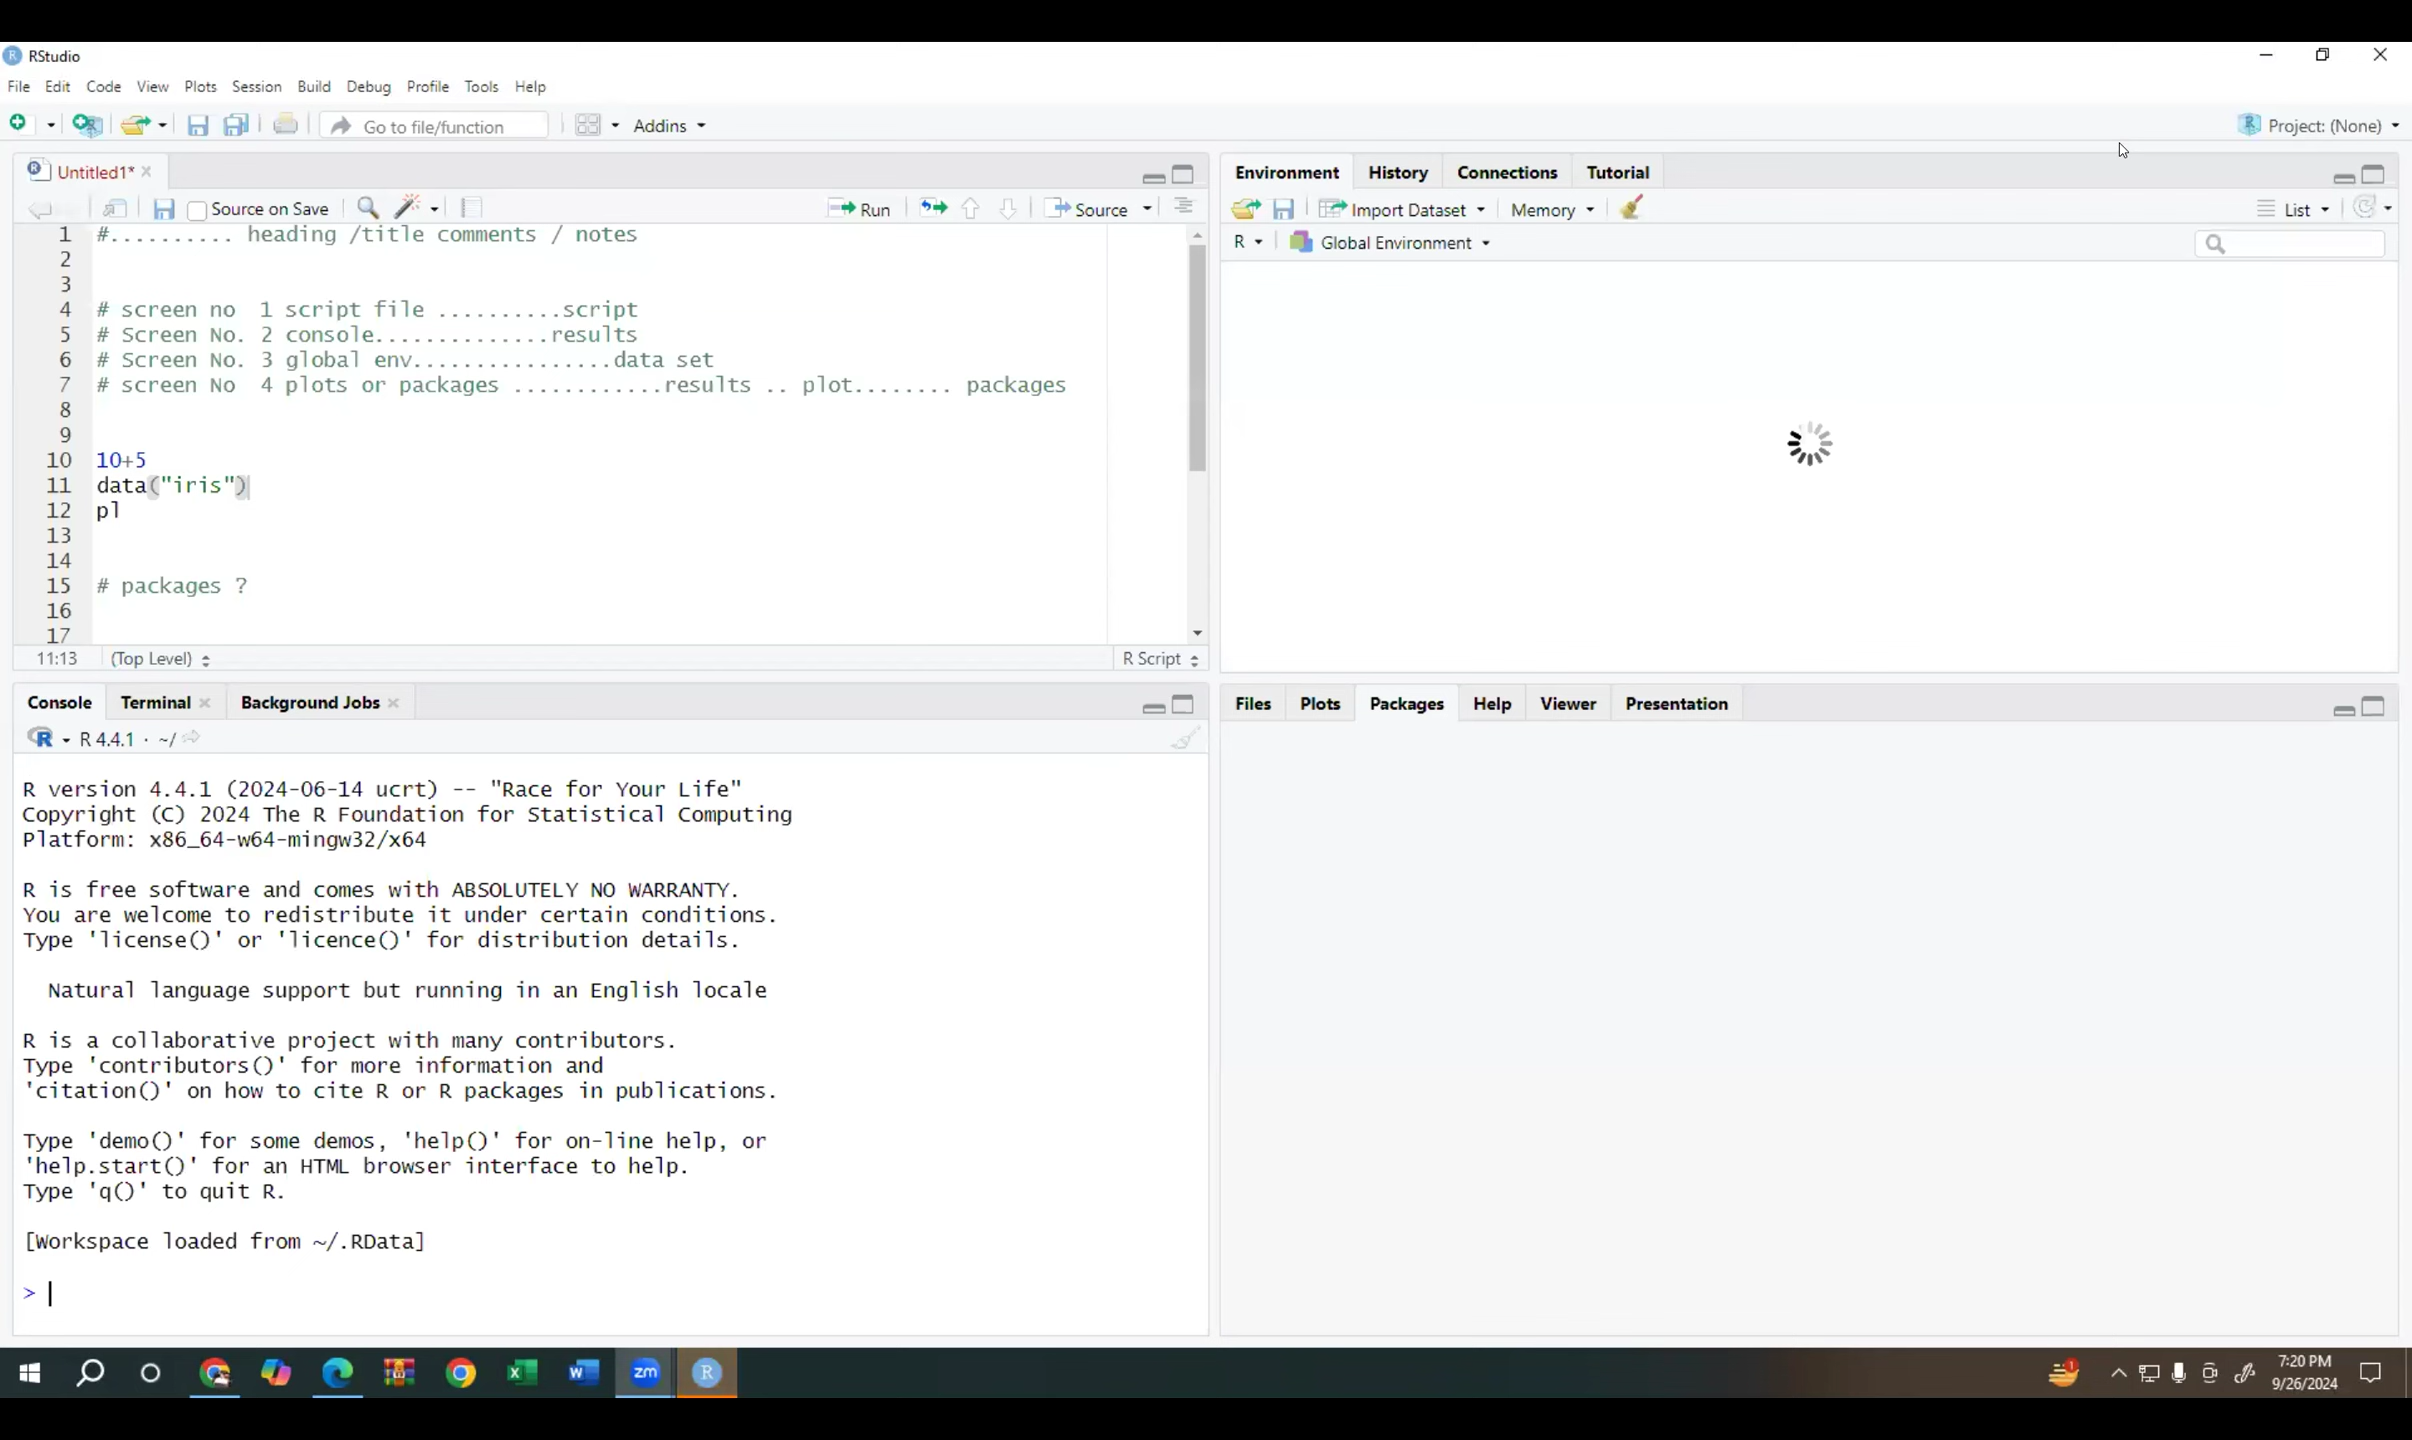 RStudio
File Edit Code View Plots Session Build Debug Profile Tools Help
Go to file/function Addins Project: (None)
Untitled1*
Source on Save Run Source
1 #.......... heading /title comments / notes
2
3
4 # screen no  1 script file ..........script
5 # Screen No. 2 console..............results
6 # Screen No. 3 global env................data set
7 # screen No  4 plots or packages ............results .. plot........ packages
8
9
10 10+5
11 data("iris")
12 pl
13
14
15 # packages ?
16
17
11:13 (Top Level) R Script
Environment History Connections Tutorial
Import Dataset Memory List
R Global Environment
Console Terminal Background Jobs
R 4.4.1 · ~/
R version 4.4.1 (2024-06-14 ucrt) -- "Race for Your Life"
Copyright (C) 2024 The R Foundation for Statistical Computing
Platform: x86_64-w64-mingw32/x64
R is free software and comes with ABSOLUTELY NO WARRANTY.
You are welcome to redistribute it under certain conditions.
Type 'license()' or 'licence()' for distribution details.
Natural language support but running in an English locale
R is a collaborative project with many contributors.
Type 'contributors()' for more information and
'citation()' on how to cite R or R packages in publications.
Type 'demo()' for some demos, 'help()' for on-line help, or
'help.start()' for an HTML browser interface to help.
Type 'q()' to quit R.
[Workspace loaded from ~/.RData]
>
Files Plots Packages Help Viewer Presentation
zm R 1
7:20 PM
9/26/2024